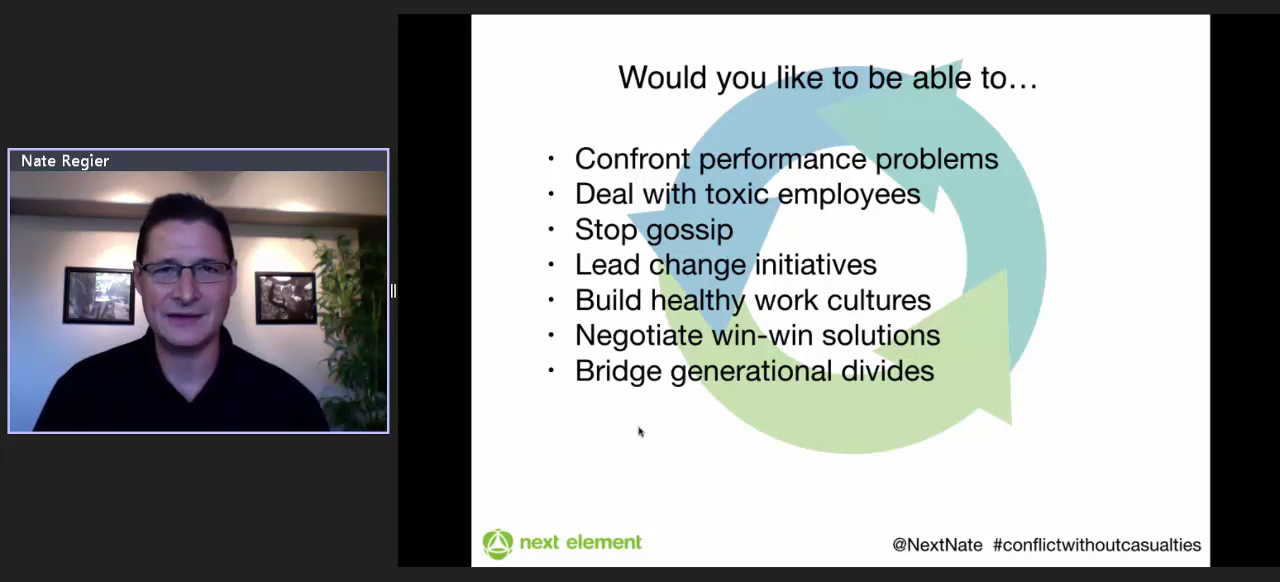 Nate Regier
Would you like to be able to…
· Confront performance problems
· Deal with toxic employees
· Stop gossip
· Lead change initiatives
· Build healthy work cultures
· Negotiate win-win solutions
· Bridge generational divides
next element
@NextNate #conflictwithoutcasualties